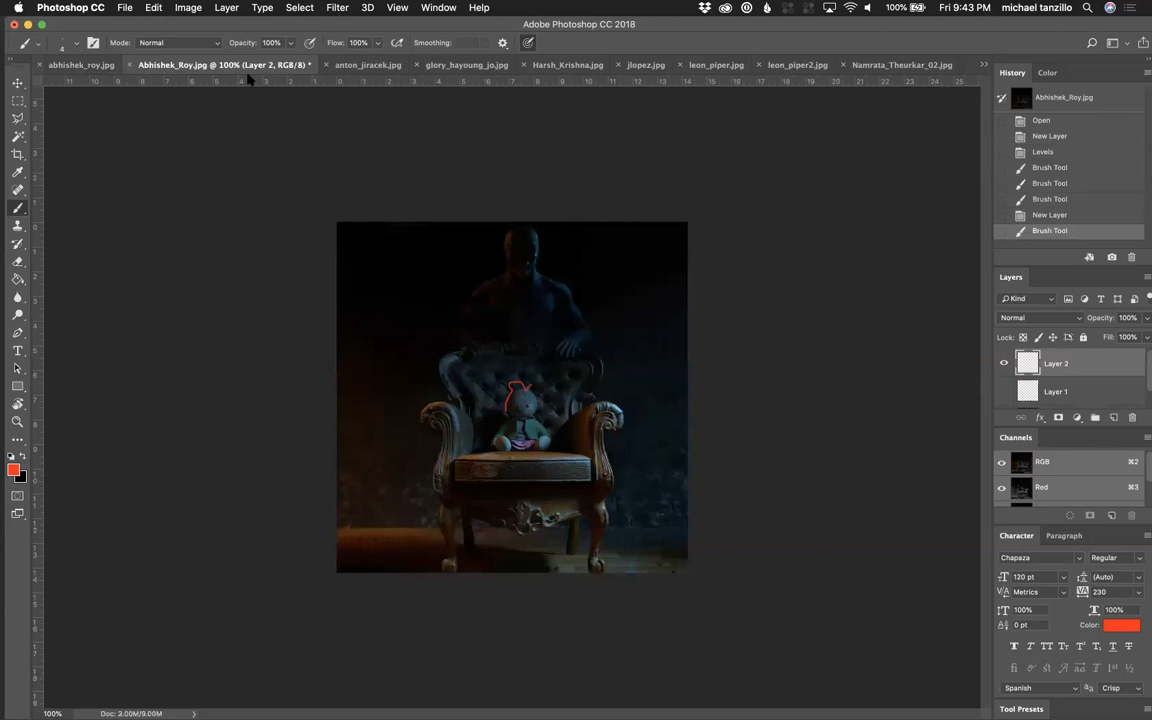 Photoshop CC File Edit Image Layer Type Select Filter 3D View Window Help 100% Fri 9:43 PM michael tanzillo
Adobe Photoshop CC 2018
4 Mode: Normal Opacity: 100% Flow: 100% Smoothing:
abhishek_roy.jpg Abhishek_Roy.jpg @ 100% (Layer 2, RGB/8) * anton_jiracek.jpg glory_hayoung_jo.jpg Harsh_Krishna.jpg jlopez.jpg leon_piper.jpg leon_piper2.jpg Namrata_Theurkar_02.jpg
History Color
Abhishek_Roy.jpg
Open
New Layer
Levels
Brush Tool
Brush Tool
Brush Tool
New Layer
Brush Tool
Layers
Kind
Normal Opacity: 100%
Lock: Fill: 100%
Layer 2
Layer 1
Channels
RGB ⌘2
Red ⌘3
Character Paragraph
Chapaza Regular
120 pt (Auto)
Metrics 230
100% 100%
0 pt Color:
Spanish Crisp
Tool Presets
100% Doc: 3.00M/9.00M